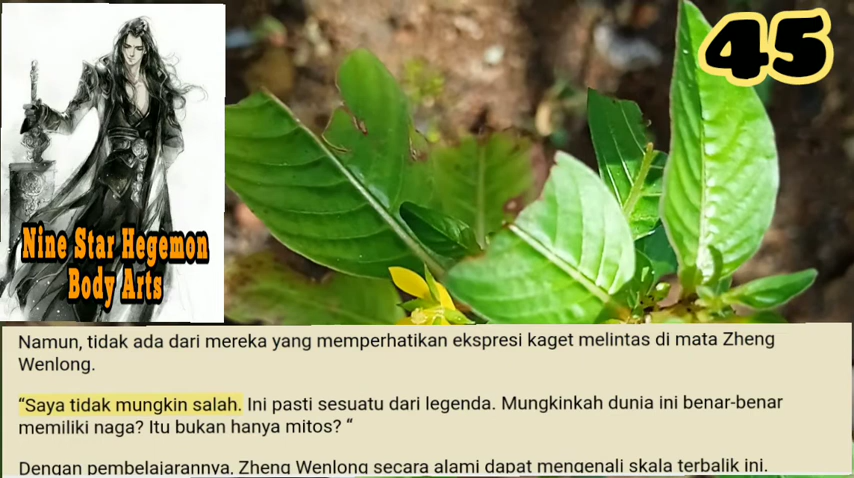 45
Nine Star Hegemon
Body Arts
Namun, tidak ada dari mereka yang memperhatikan ekspresi kaget melintas di mata Zheng
Wenlong.
“Saya tidak mungkin salah. Ini pasti sesuatu dari legenda. Mungkinkah dunia ini benar-benar
memiliki naga? Itu bukan hanya mitos? “
Dengan pembelajarannya, Zheng Wenlong secara alami dapat mengenali skala terbalik ini.